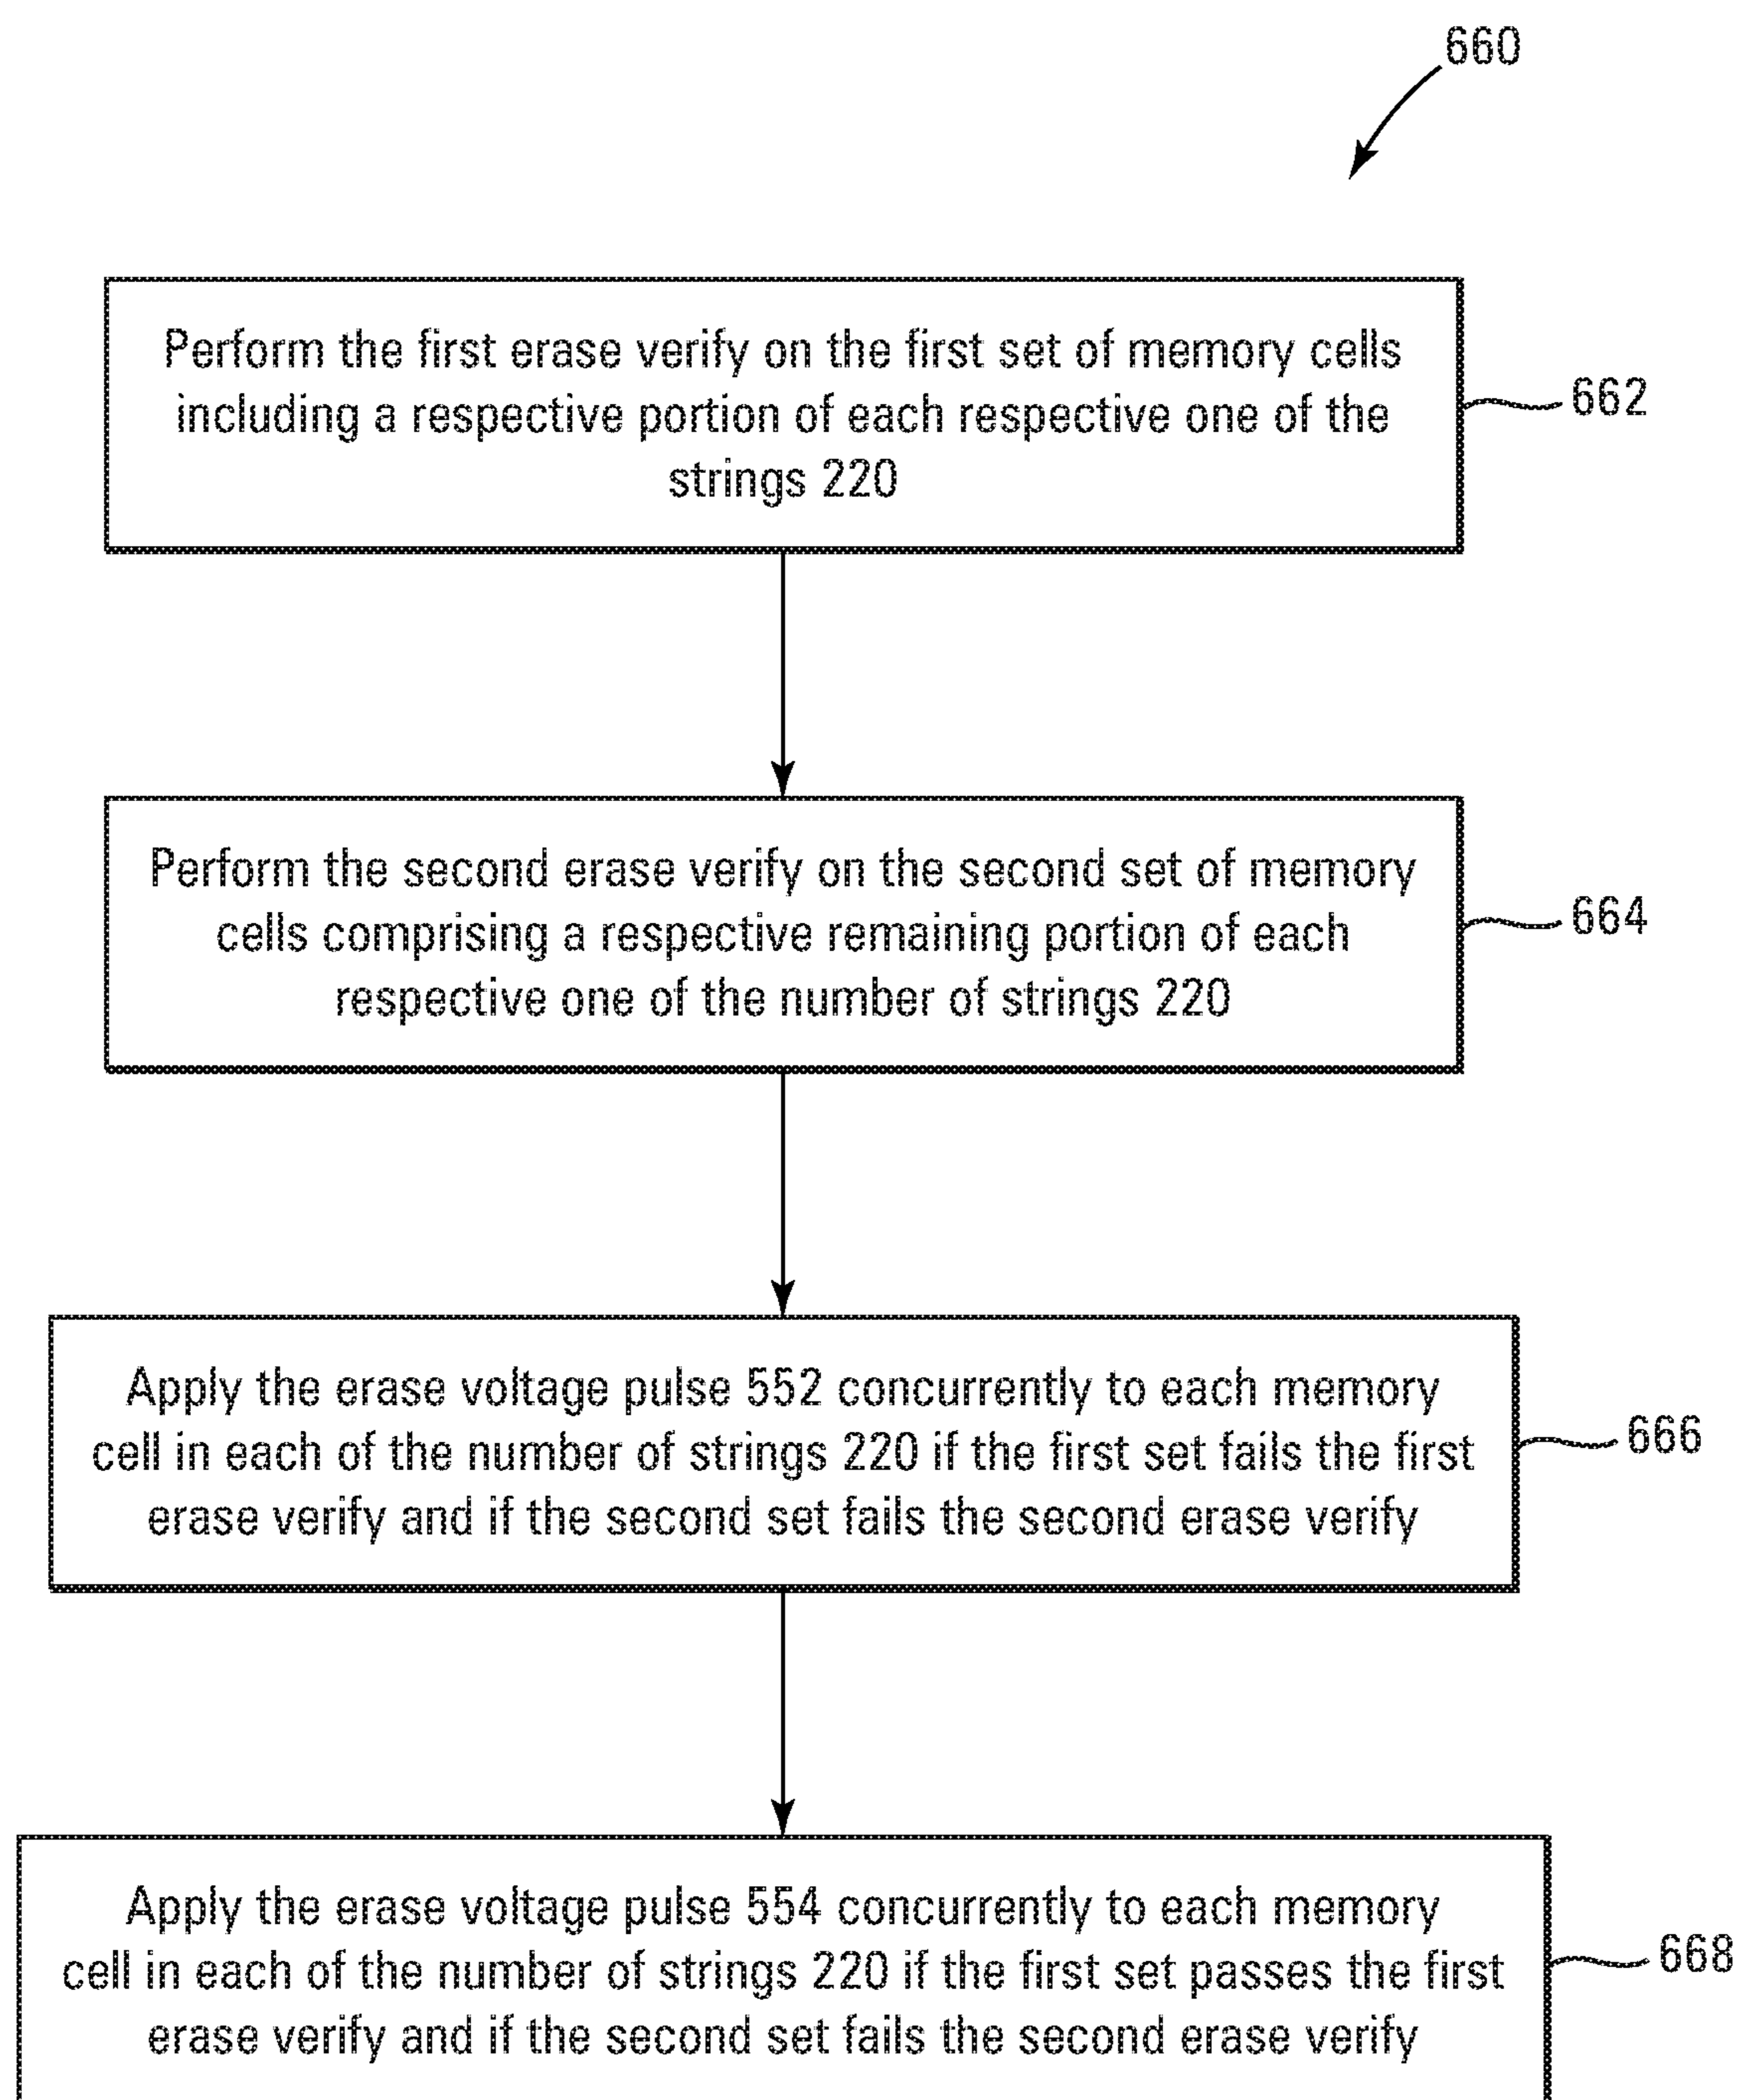 660
Perform the first erase verify on the first set of memory cells
including a respective portion of each respective one of the
strings 220
662
Perform the second erase verify on the second set of memory
cells comprising a respective remaining portion of each
respective one of the number of strings 220
664
Apply the erase voltage pulse 552 concurrently to each memory
cell in each of the number of strings 220 if the first set fails the first
erase verify and if the second set fails the second erase verify
666
Apply the erase voltage pulse 554 concurrently to each memory
cell in each of the number of strings 220 if the first set passes the first
erase verify and if the second set fails the second erase verify
668